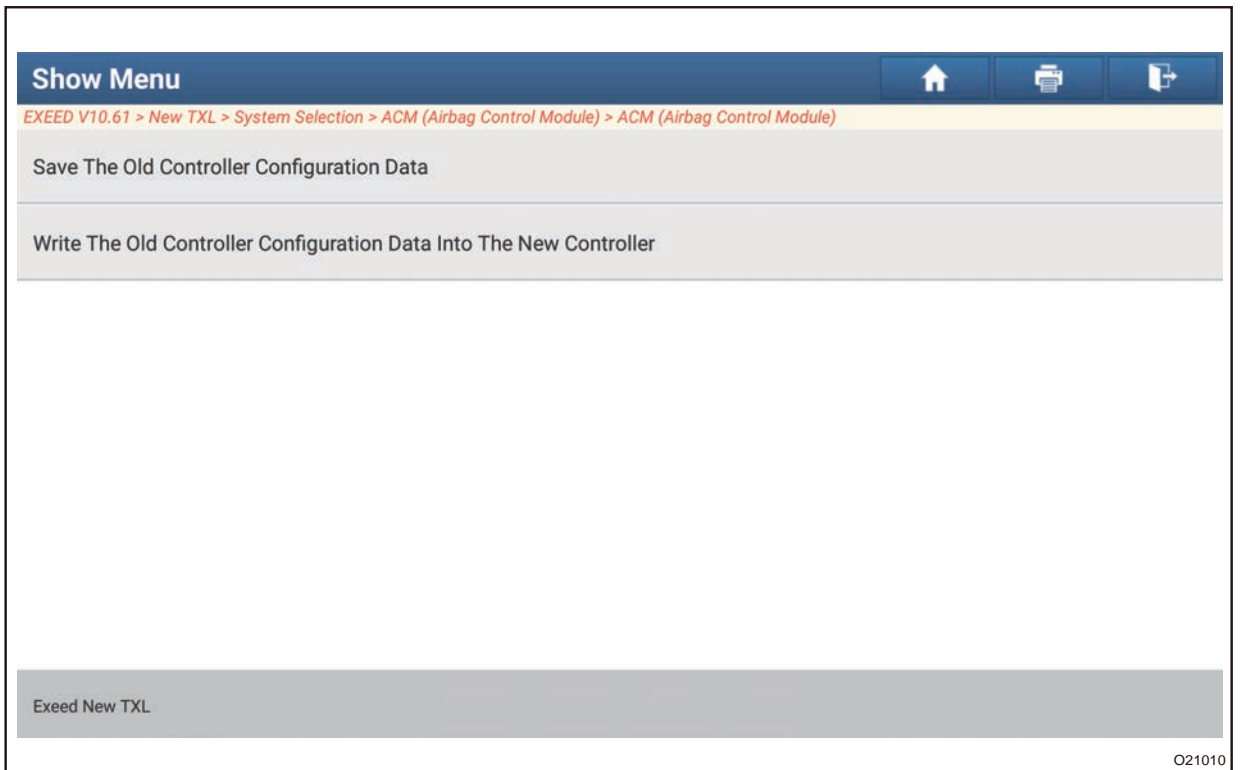 Show Menu
EXEED V10.61 > New TXL > System Selection > ACM (Airbag Control Module) > ACM (Airbag Control Module)
Save The Old Controller Configuration Data
Write The Old Controller Configuration Data Into The New Controller
Exeed New TXL
O21010